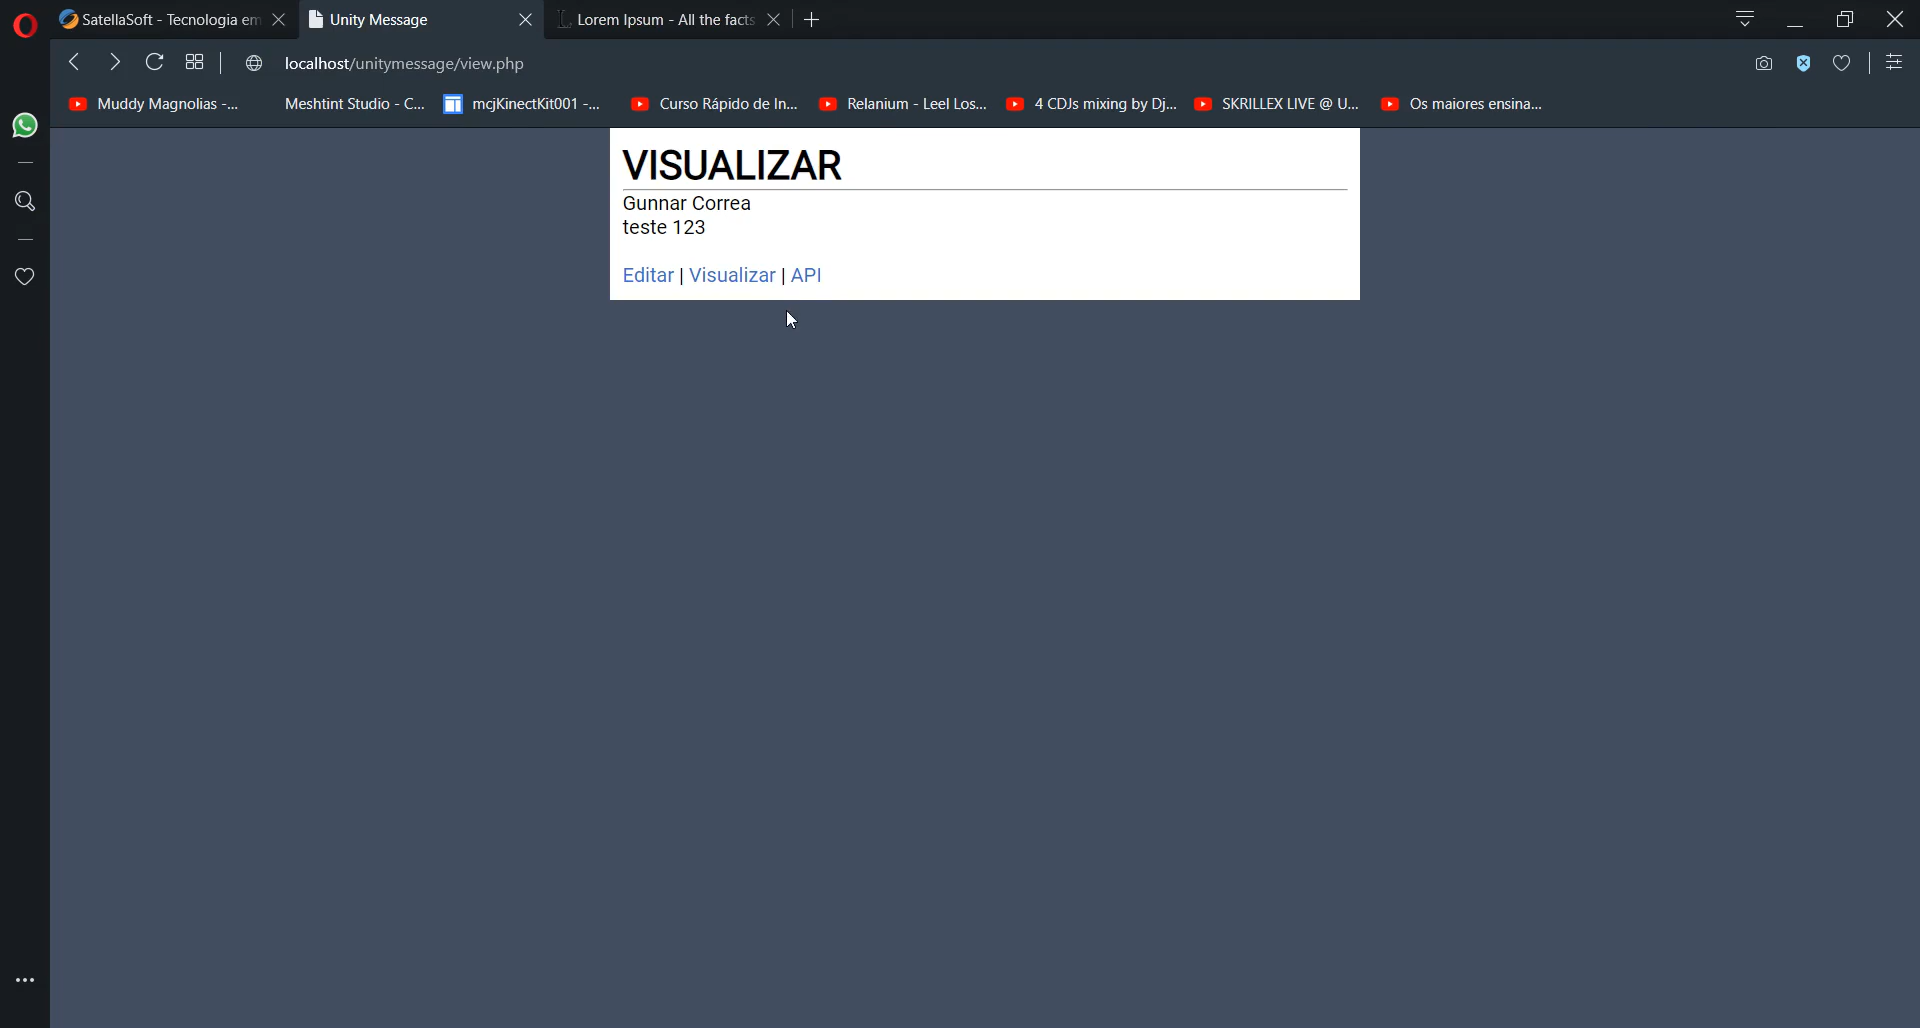 SatellaSoft - Tecnologia em
Unity Message
Lorem Ipsum - All the facts
localhost/unitymessage/view.php
Muddy Magnolias -...
Meshtint Studio - C...
mcjKinectKit001 -...
Curso Rápido de In...
Relanium - Leel Los...
4 CDJs mixing by Dj...
SKRILLEX LIVE @ U...
Os maiores ensina...
VISUALIZAR
Gunnar Correa
teste 123
Editar | Visualizar | API